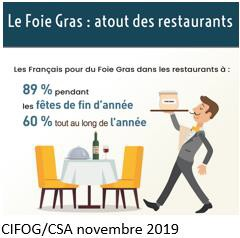 Le Foie Gras : atout des restaurants
Les Français pour du Foie Gras dans les restaurants à :
89 % pendant
les fêtes de fin d'année
60 % tout au long de l'année
CIFOG/CSA novembre 2019